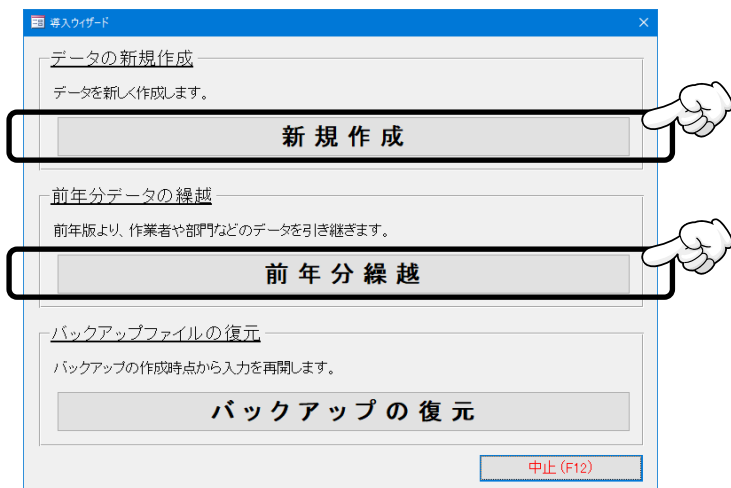 導入ウィザード
データの新規作成
データを新しく作成します。
新規作成
前年分データの繰越
前年版より、作業者や部門などのデータを引き継ぎます。
前年分繰越
バックアップファイルの復元
バックアップの作成時点から入力を再開します。
バックアップの復元
中止(F12)